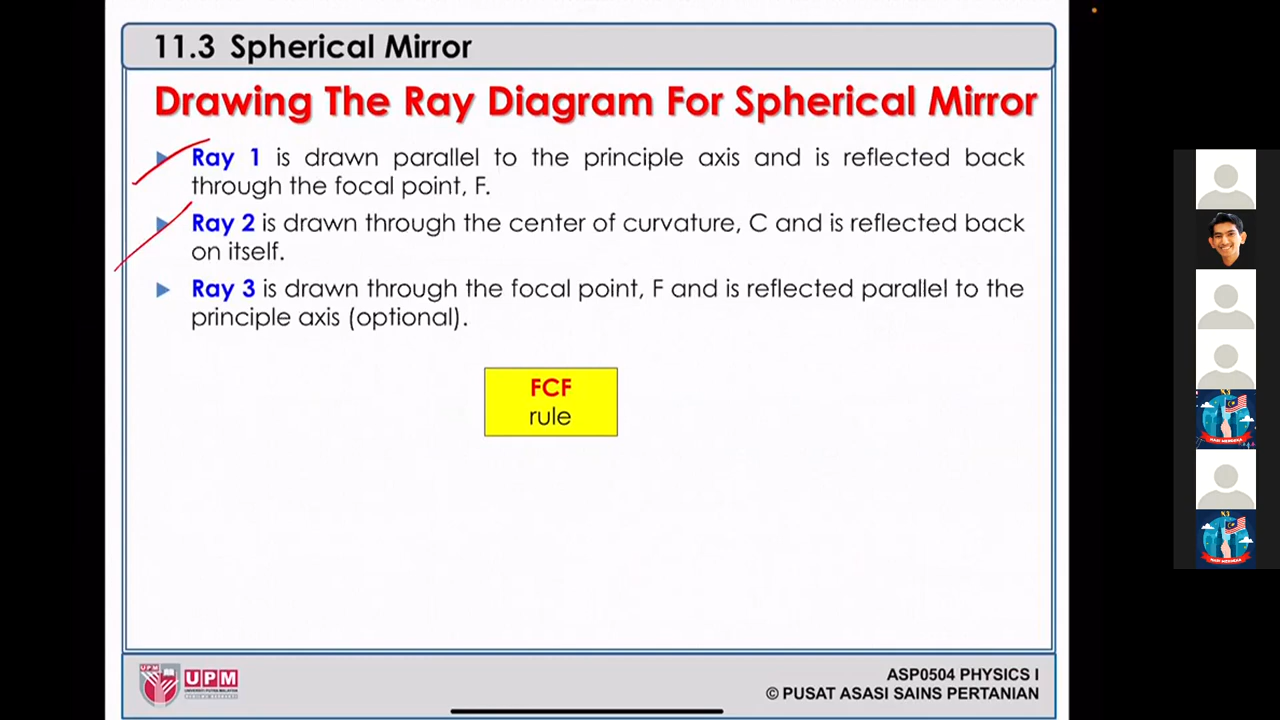 11.3 Spherical Mirror
Drawing The Ray Diagram For Spherical Mirror
Ray 1 is drawn parallel to the principle axis and is reflected back
through the focal point, F.
Ray 2 is drawn through the center of curvature, C and is reflected back
on itself.
Ray 3 is drawn through the focal point, F and is reflected parallel to the
principle axis (optional).
FCF
rule
UPM
UPM
ASP0504 PHYSICS I
© PUSAT ASASI SAINS PERTANIAN